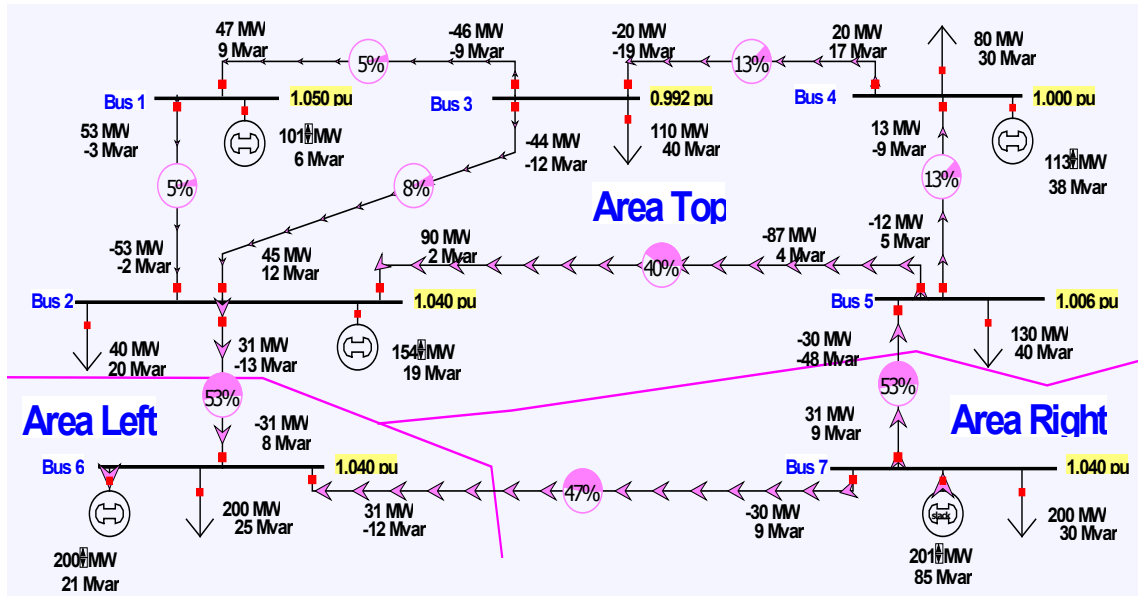 47 MW
9 Mvar
5%
-46 MW
-9 Mvar
-20 MW
-19 Mvar
13%
20 MW
17 Mvar
80 MW
30 Mvar
Bus 1
1.050 pu
Bus 3
0.992 pu
Bus 4
1.000 pu
53 MW
-3 Mvar
101 MW
6 Mvar
-44 MW
-12 Mvar
110 MW
40 Mvar
13 MW
-9 Mvar
113 MW
38 Mvar
5%
8%
13%
Area Top
-53 MW
-2 Mvar
45 MW
12 Mvar
90 MW
2 Mvar
40%
-87 MW
4 Mvar
-12 MW
5 Mvar
Bus 2
1.040 pu
Bus 5
1.006 pu
40 MW
20 Mvar
31 MW
-13 Mvar
154 MW
19 Mvar
-30 MW
-48 Mvar
130 MW
40 Mvar
53%
53%
Area Left
Area Right
-31 MW
8 Mvar
31 MW
9 Mvar
Bus 6
1.040 pu
Bus 7
1.040 pu
200 MW
25 Mvar
31 MW
-12 Mvar
47%
-30 MW
9 Mvar
slack
200 MW
30 Mvar
200 MW
21 Mvar
201 MW
85 Mvar